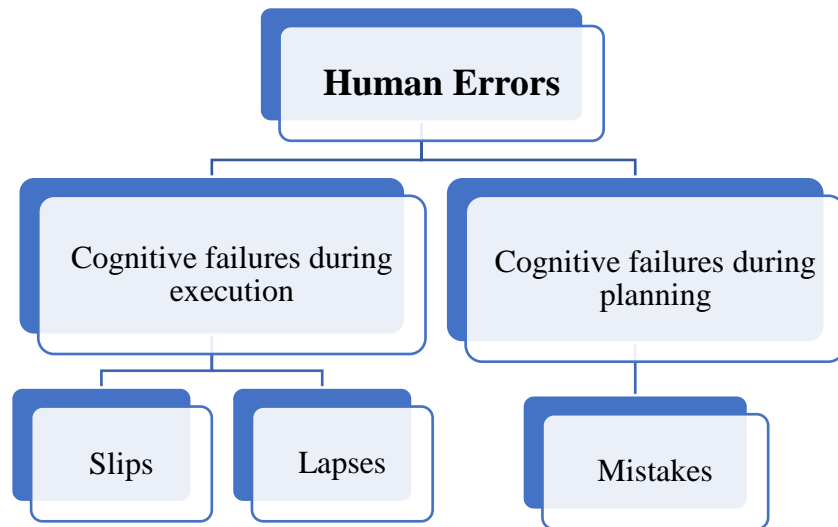 Human Errors
Cognitive failures during
execution
Cognitive failures during
planning
Slips
Lapses
Mistakes